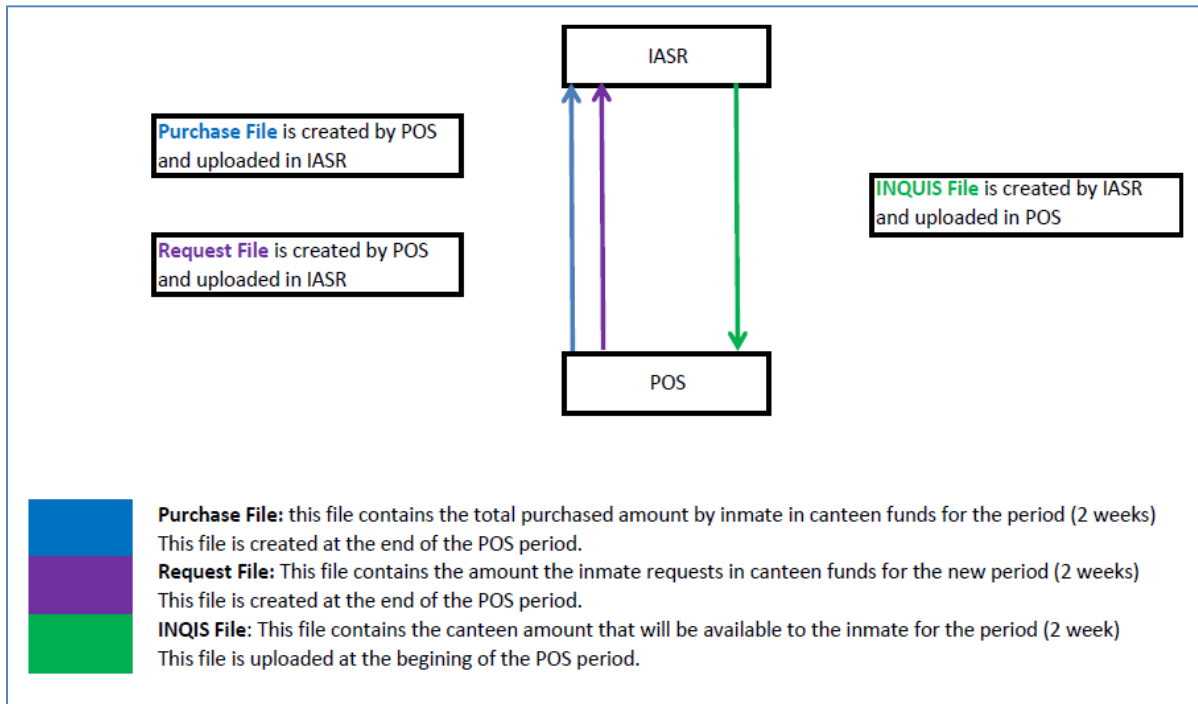 IASR
Purchase File is created by POS
and uploaded in IASR
INQUIS File is created by IASR
and uploaded in POS
Request File is created by POS
and uploaded in IASR
POS
Purchase File: this file contains the total purchased amount by inmate in canteen funds for the period (2 weeks)
This file is created at the end of the POS period.
Request File: This file contains the amount the inmate requests in canteen funds for the new period (2 weeks)
This file is created at the end of the POS period.
INQIS File: This file contains the canteen amount that will be available to the inmate for the period (2 week)
This file is uploaded at the begining of the POS period.